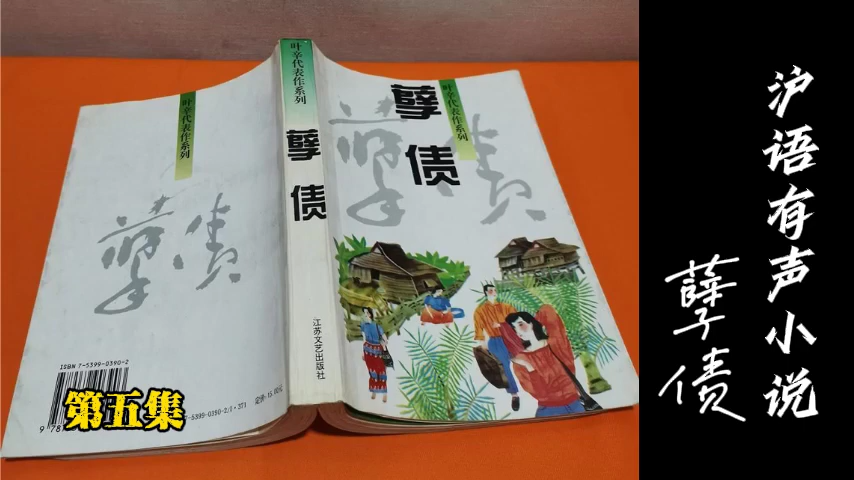 叶辛代表作系列
孽债
ISBN 7-5399-0390-2
叶辛代表作系列
孽债
江苏文艺出版社
叶辛代表作系列
孽债
孽债
第五集
沪语有声小说
孽债